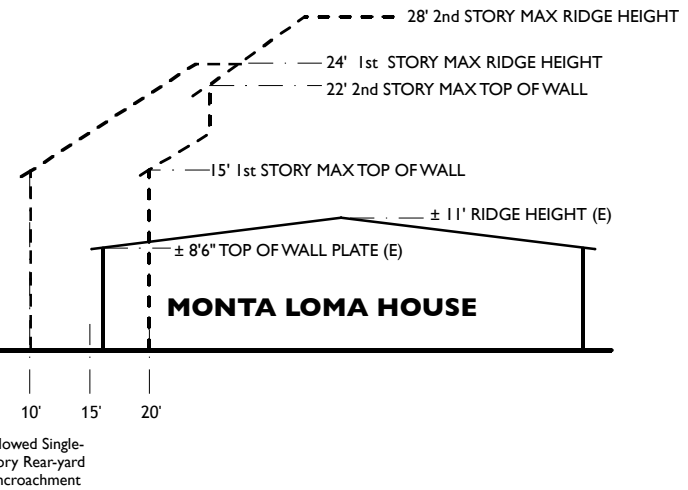 28' 2nd STORY MAX RIDGE HEIGHT
24' 1st STORY MAX RIDGE HEIGHT
22' 2nd STORY MAX TOP OF WALL
15' 1st STORY MAX TOP OF WALL
± 11' RIDGE HEIGHT (E)
± 8'6" TOP OF WALL PLATE (E)
MONTA LOMA HOUSE
10' 15' 20'
lowed Single-
ory Rear-yard
ncroachment